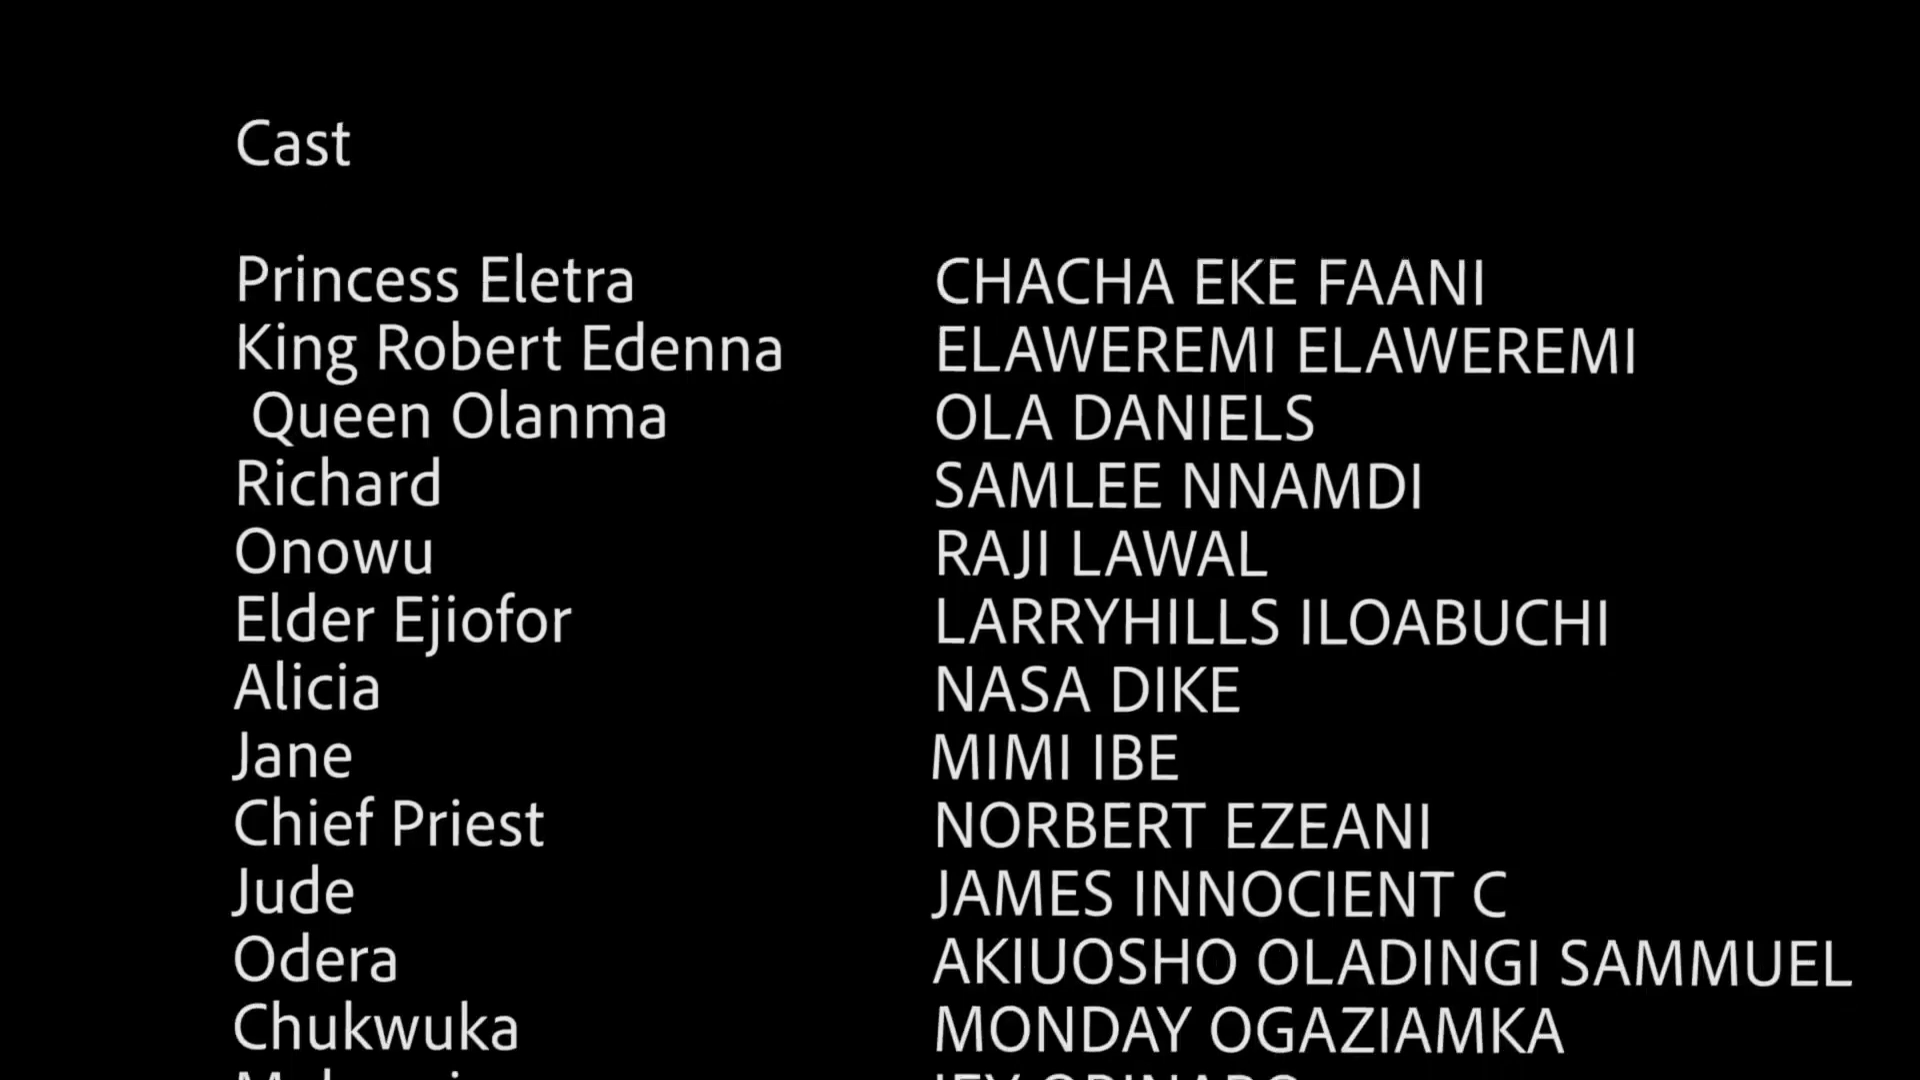 Cast
Princess Eletra CHACHA EKE FAANI
King Robert Edenna ELAWEREMI ELAWEREMI
Queen Olanma OLA DANIELS
Richard SAMLEE NNAMDI
Onowu RAJI LAWAL
Elder Ejiofor LARRYHILLS ILOABUCHI
Alicia NASA DIKE
Jane MIMI IBE
Chief Priest NORBERT EZEANI
Jude JAMES INNOCIENT C
Odera AKIUOSHO OLADINGI SAMMUEL
Chukwuka MONDAY OGAZIAMKA